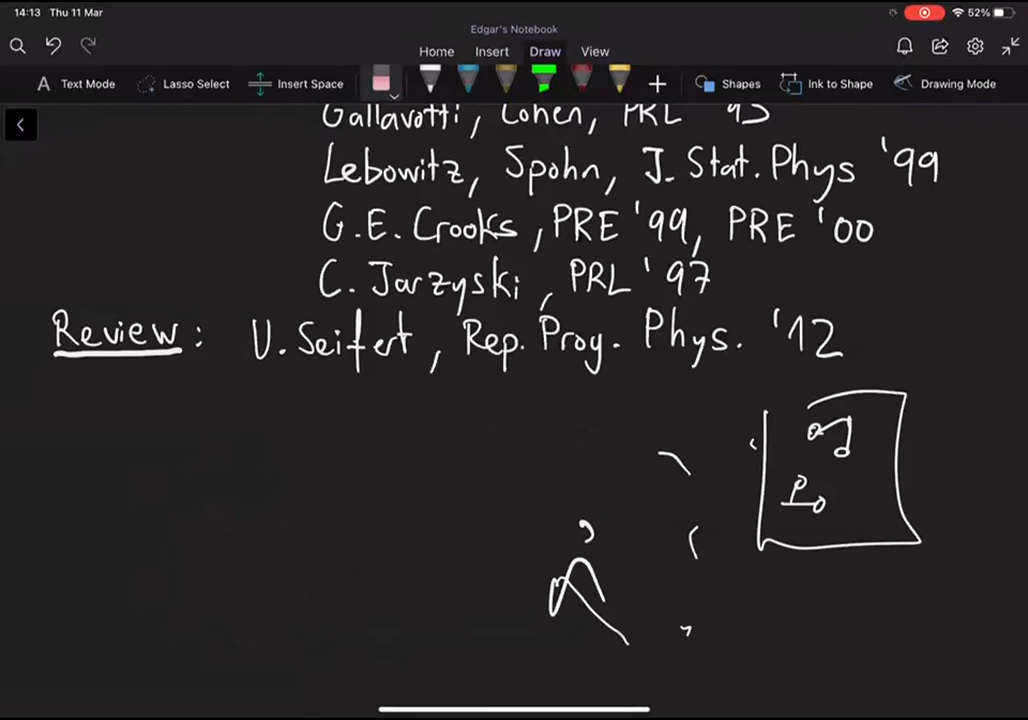 14:13 Thu 11 Mar
52%
Edgar's Notebook
Home Insert Draw View
A Text Mode Lasso Select Insert Space Shapes Ink to Shape Drawing Mode
Gallavotti, Cohen, PRL '95
Lebowitz, Spohn, J. Stat. Phys '99
G.E. Crooks, PRE '99, PRE '00
C. Jarzyski, PRL '97
Review: U. Seifert, Rep. Prog. Phys. '12